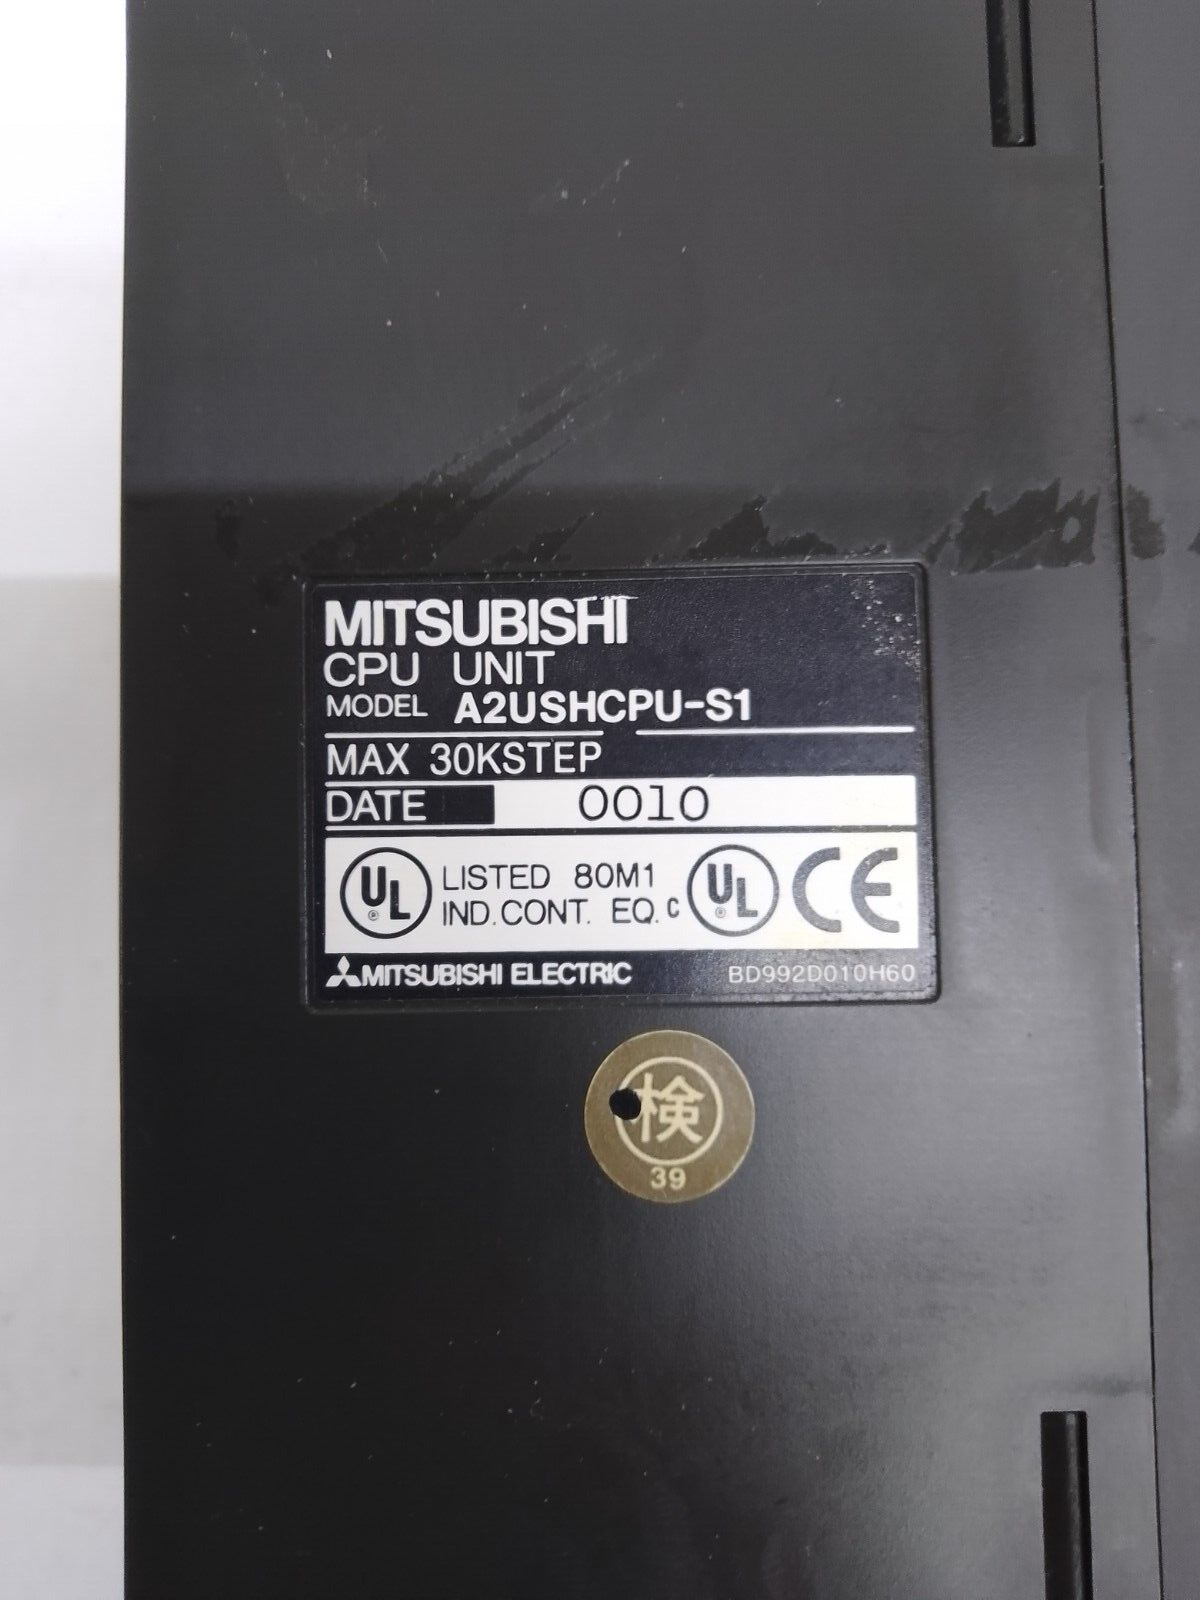 MITSUBISHI
CPU UNIT
MODEL A2USHCPU-S1
MAX 30KSTEP
DATE 0010
UL LISTED 80M1 c UL CE
IND.CONT. EQ.
MITSUBISHI ELECTRIC BD992D010H60
検
39